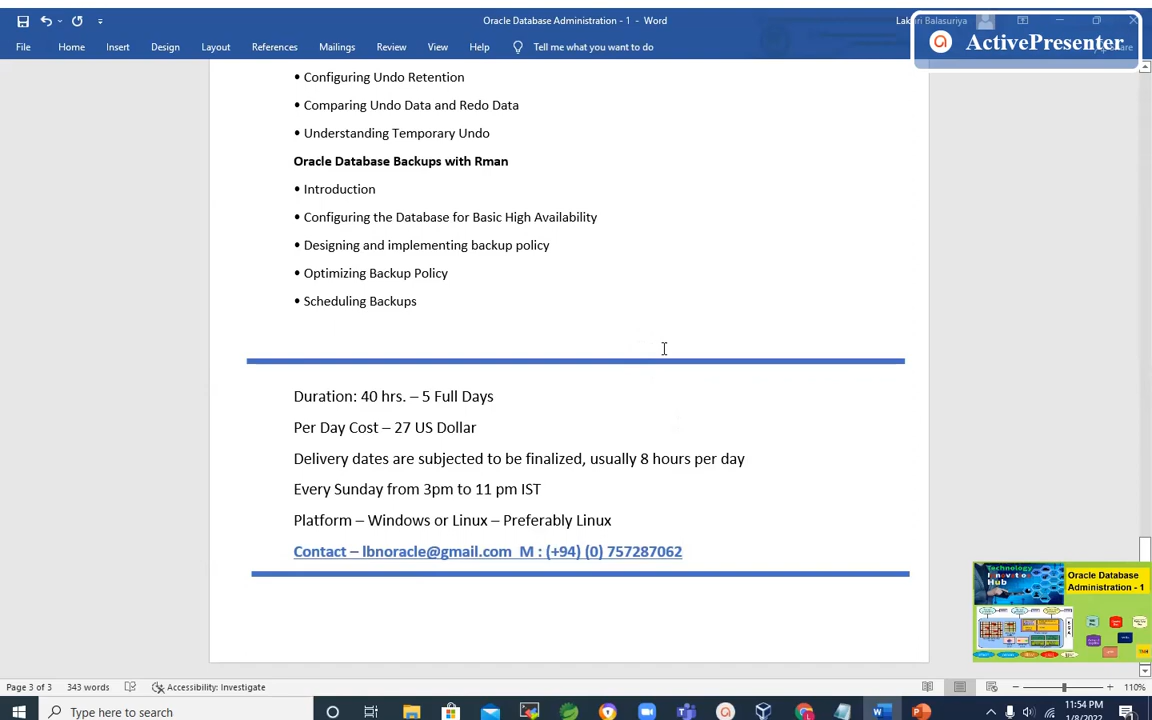 Oracle Database Administration - 1 - Word
ActivePresenter
File Home Insert Design Layout References Mailings Review View Help Tell me what you want to do
• Configuring Undo Retention
• Comparing Undo Data and Redo Data
• Understanding Temporary Undo
Oracle Database Backups with Rman
• Introduction
• Configuring the Database for Basic High Availability
• Designing and implementing backup policy
• Optimizing Backup Policy
• Scheduling Backups
Duration: 40 hrs. – 5 Full Days
Per Day Cost – 27 US Dollar
Delivery dates are subjected to be finalized, usually 8 hours per day
Every Sunday from 3pm to 11 pm IST
Platform – Windows or Linux – Preferably Linux
Contact – lbnoracle@gmail.com M : (+94) (0) 757287062
Technology
Hub
Oracle Database
Administration - 1
Page 3 of 3 343 words Accessibility: Investigate 110%
Type here to search
11:54 PM
1/8/2022